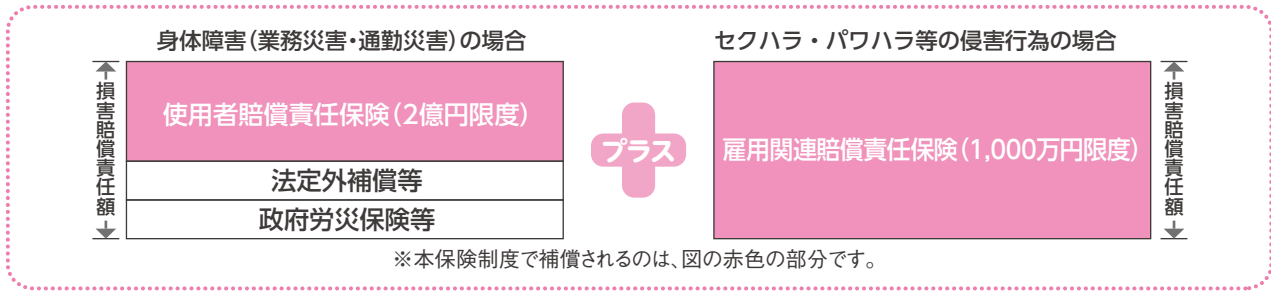 身体障害（業務災害・通勤災害）の場合
損害賠償責任額
使用者賠償責任保険（2億円限度）
法定外補償等
政府労災保険等
プラス
セクハラ・パワハラ等の侵害行為の場合
雇用関連賠償責任保険（1,000万円限度）
損害賠償責任額
※本保険制度で補償されるのは、図の赤色の部分です。